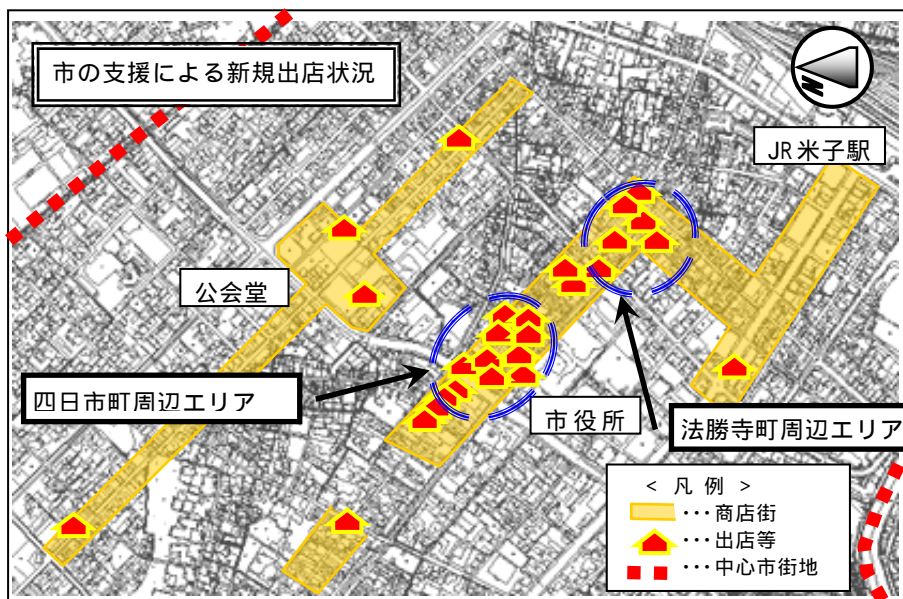 市の支援による新規出店状況
N
JR米子駅
公会堂
四日市町周辺エリア
市役所
法勝寺町周辺エリア
< 凡 例 >
･･･商店街
･･･出店等
･･･中心市街地